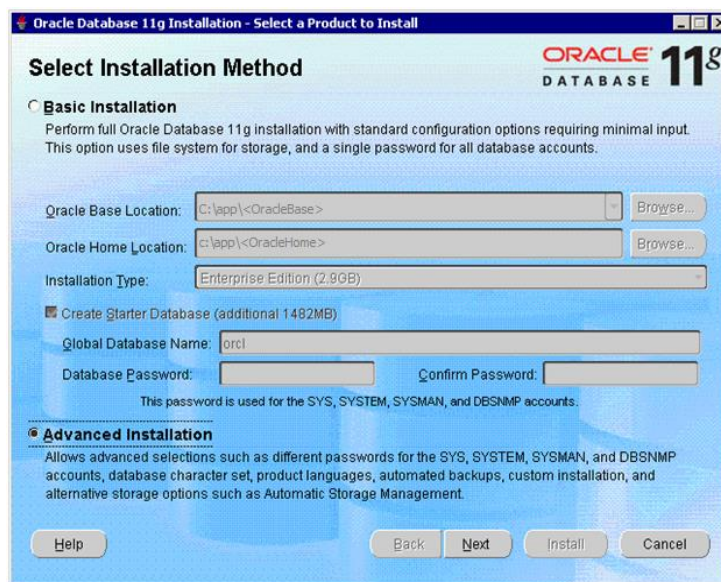 Oracle Database 11g Installation - Select a Product to Install
Select Installation Method
ORACLE
DATABASE 11g
Basic Installation
Perform full Oracle Database 11g installation with standard configuration options requiring minimal input.
This option uses file system for storage, and a single password for all database accounts.
Oracle Base Location: C:\app\<OracleBase> Browse...
Oracle Home Location: c:\app\<OracleHome> Browse...
Installation Type: Enterprise Edition (2.9GB)
Create Starter Database (additional 1482MB)
Global Database Name: orcl
Database Password: Confirm Password:
This password is used for the SYS, SYSTEM, SYSMAN, and DBSNMP accounts.
Advanced Installation
Allows advanced selections such as different passwords for the SYS, SYSTEM, SYSMAN, and DBSNMP
accounts, database character set, product languages, automated backups, custom installation, and
alternative storage options such as Automatic Storage Management.
Help Back Next Install Cancel